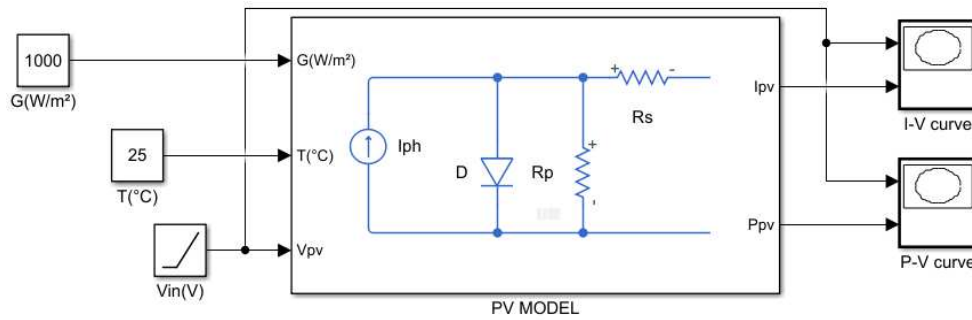 1000
G(W/m²)
25
T(°C)
Vin(V)
G(W/m²)
T(°C)
Vpv
Iph
D
Rp
+
-
+
-
Rs
Ipv
Ppv
PV MODEL
I-V curve
P-V curve